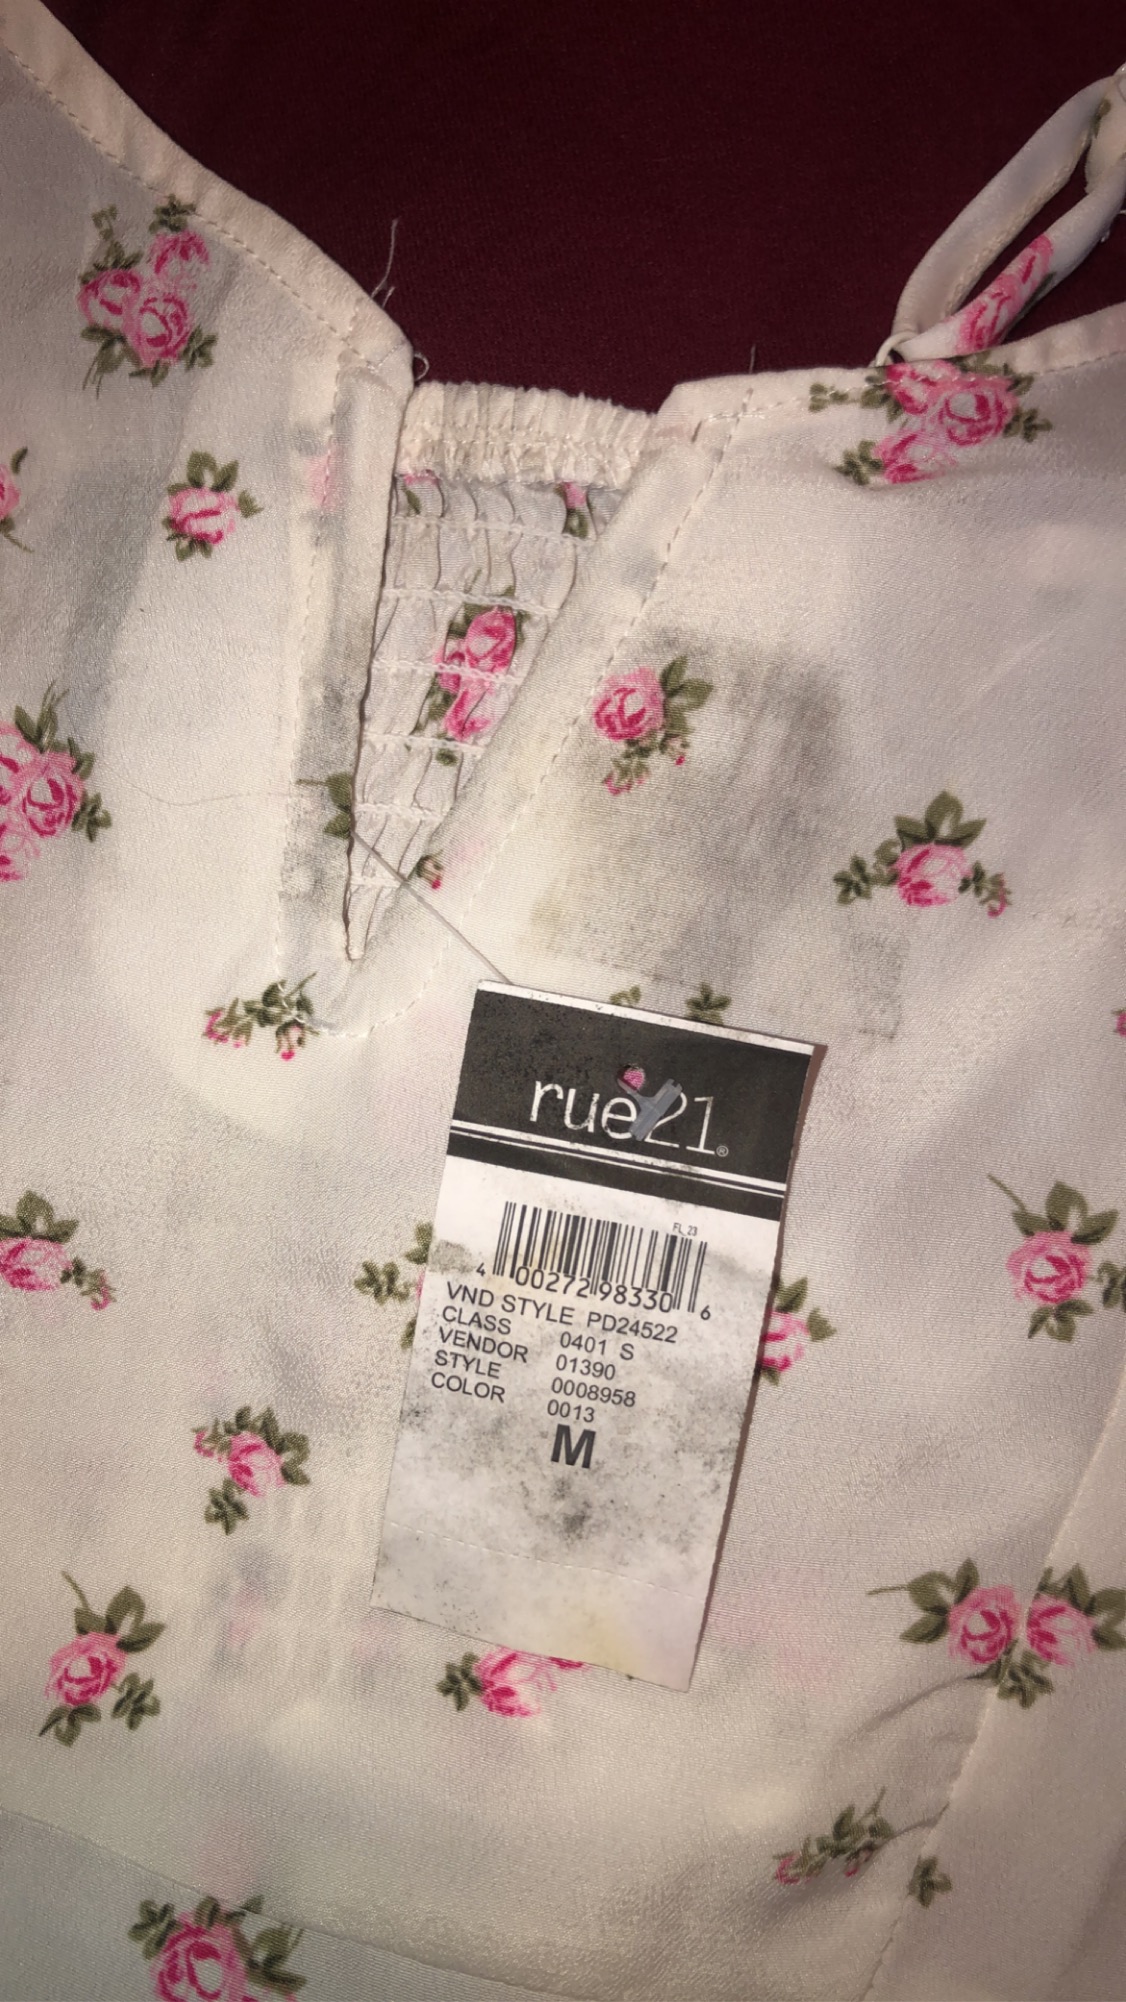 rue21®
FL 23
4 00272 98330 6
VND STYLE PD24522
CLASS 0401 S
VENDOR 01390
STYLE 0008958
COLOR 0013
M